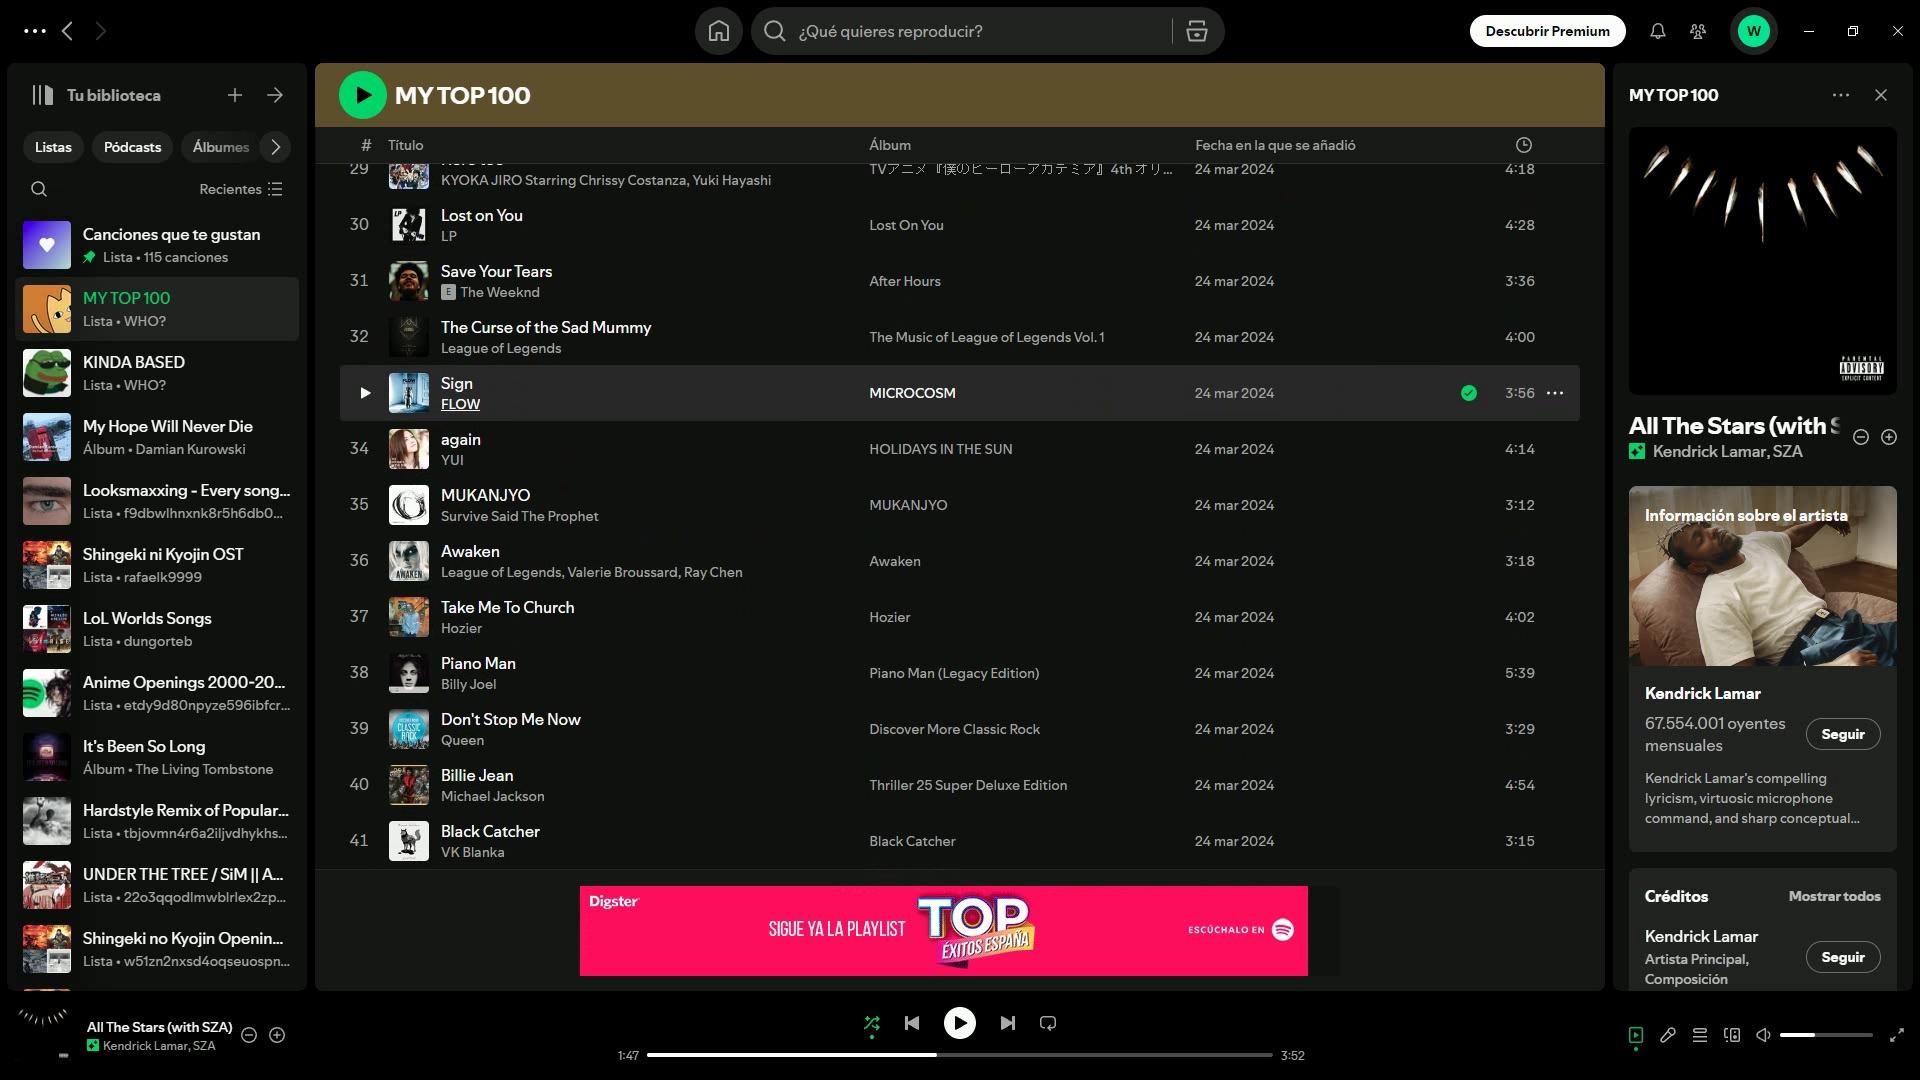 ¿Qué quieres reproducir?
Descubrir Premium
W
Tu biblioteca
Listas
Pódcasts
Álbumes
Recientes
Canciones que te gustan
Lista • 115 canciones
MY TOP 100
Lista • WHO?
KINDA BASED
Lista • WHO?
My Hope Will Never Die
Álbum • Damian Kurowski
Looksmaxxing - Every song...
Lista • f9dbwlhnxnk8r5h6db0...
Shingeki ni Kyojin OST
Lista • rafaelk9999
LoL Worlds Songs
Lista • dungorteb
Anime Openings 2000-20...
Lista • etdy9d80npyze596ibfcr...
It's Been So Long
Álbum • The Living Tombstone
Hardstyle Remix of Popular...
Lista • tbjovmn4r6a2iljvdhykhs...
UNDER THE TREE / SiM || A...
Lista • 22o3qqodlmwblrlex2zp...
Shingeki no Kyojin Openin...
Lista • w51zn2nxsd4oqseuospn...
MY TOP 100
# Título Álbum Fecha en la que se añadió
29 KYOKA JIRO Starring Chrissy Costanza, Yuki Hayashi TVアニメ『僕のヒーローアカデミア』4th オリ... 24 mar 2024 4:18
30 Lost on You Lost On You 24 mar 2024 4:28
LP
31 Save Your Tears After Hours 24 mar 2024 3:36
E The Weeknd
32 The Curse of the Sad Mummy The Music of League of Legends Vol. 1 24 mar 2024 4:00
League of Legends
Sign MICROCOSM 24 mar 2024 3:56
FLOW
34 again HOLIDAYS IN THE SUN 24 mar 2024 4:14
YUI
35 MUKANJYO MUKANJYO 24 mar 2024 3:12
Survive Said The Prophet
36 Awaken Awaken 24 mar 2024 3:18
League of Legends, Valerie Broussard, Ray Chen
37 Take Me To Church Hozier 24 mar 2024 4:02
Hozier
38 Piano Man Piano Man (Legacy Edition) 24 mar 2024 5:39
Billy Joel
39 Don't Stop Me Now Discover More Classic Rock 24 mar 2024 3:29
Queen
40 Billie Jean Thriller 25 Super Deluxe Edition 24 mar 2024 4:54
Michael Jackson
41 Black Catcher Black Catcher 24 mar 2024 3:15
VK Blanka
Digster
SIGUE YA LA PLAYLIST
TOP
ÉXITOS ESPAÑA
ESCÚCHALO EN
MY TOP 100
PARENTAL
ADVISORY
EXPLICIT CONTENT
All The Stars (with S
Kendrick Lamar, SZA
Información sobre el artista
Kendrick Lamar
67.554.001 oyentes
mensuales
Seguir
Kendrick Lamar's compelling
lyricism, virtuosic microphone
command, and sharp conceptual...
Créditos
Mostrar todos
Kendrick Lamar
Artista Principal,
Composición
Seguir
All The Stars (with SZA)
Kendrick Lamar, SZA
1:47
3:52